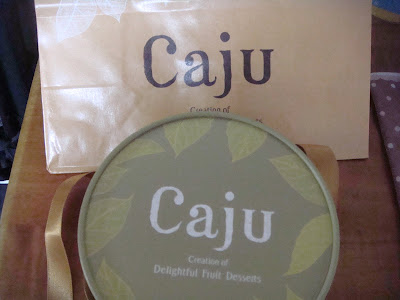 Caju
Creation of
Caju
Creation of
Delightful Fruit Desserts